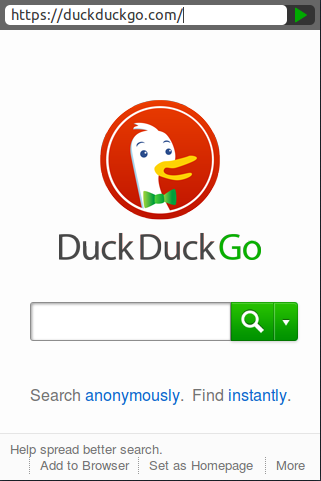 https://duckduckgo.com/
DuckDuckGo
Search anonymously. Find instantly.
Help spread better search.
Add to Browser Set as Homepage More